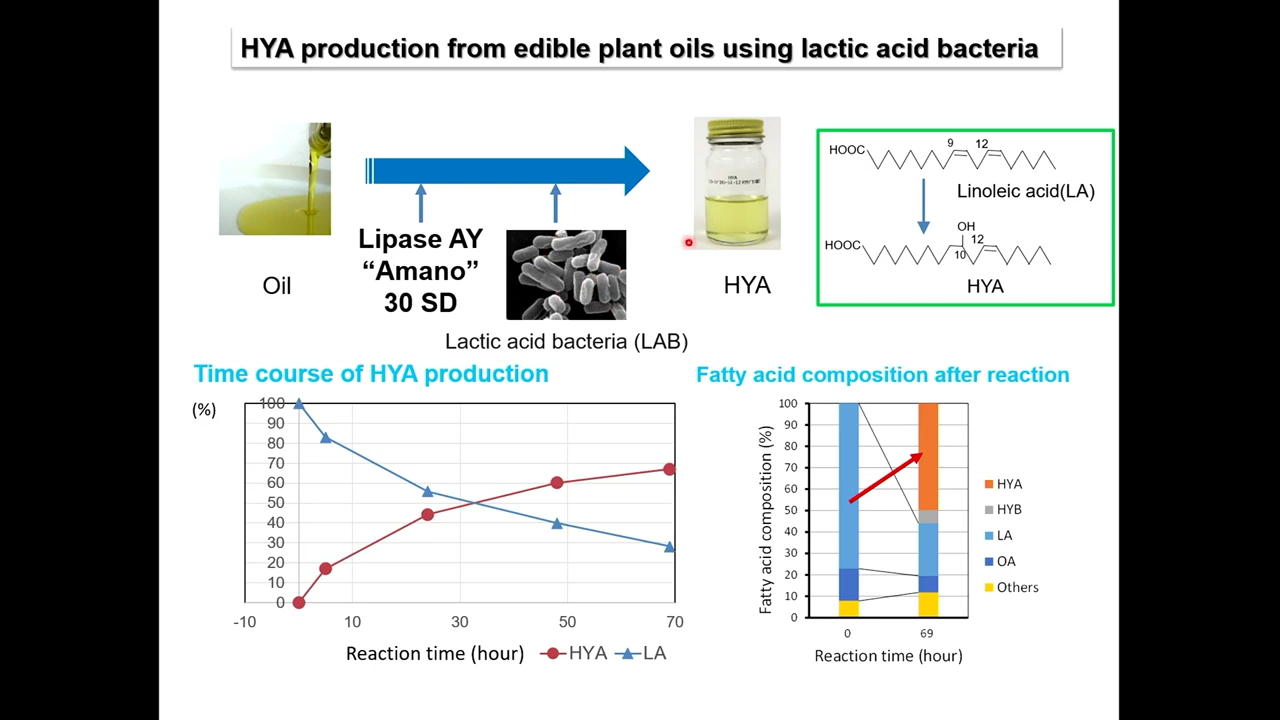 HYA production from edible plant oils using lactic acid bacteria
Oil
Lipase AY
“Amano”
30 SD
Lactic acid bacteria (LAB)
HYA
HYA
HOOC
9
12
Linoleic acid(LA)
OH
HOOC
12
10
HYA
Time course of HYA production
(%)
100
90
80
70
60
50
40
30
20
10
0
-10
10
30
50
70
Reaction time (hour)
HYA
LA
Fatty acid composition after reaction
Fatty acid composition (%)
100
90
80
70
60
50
40
30
20
10
0
0
69
Reaction time (hour)
HYA
HYB
LA
OA
Others